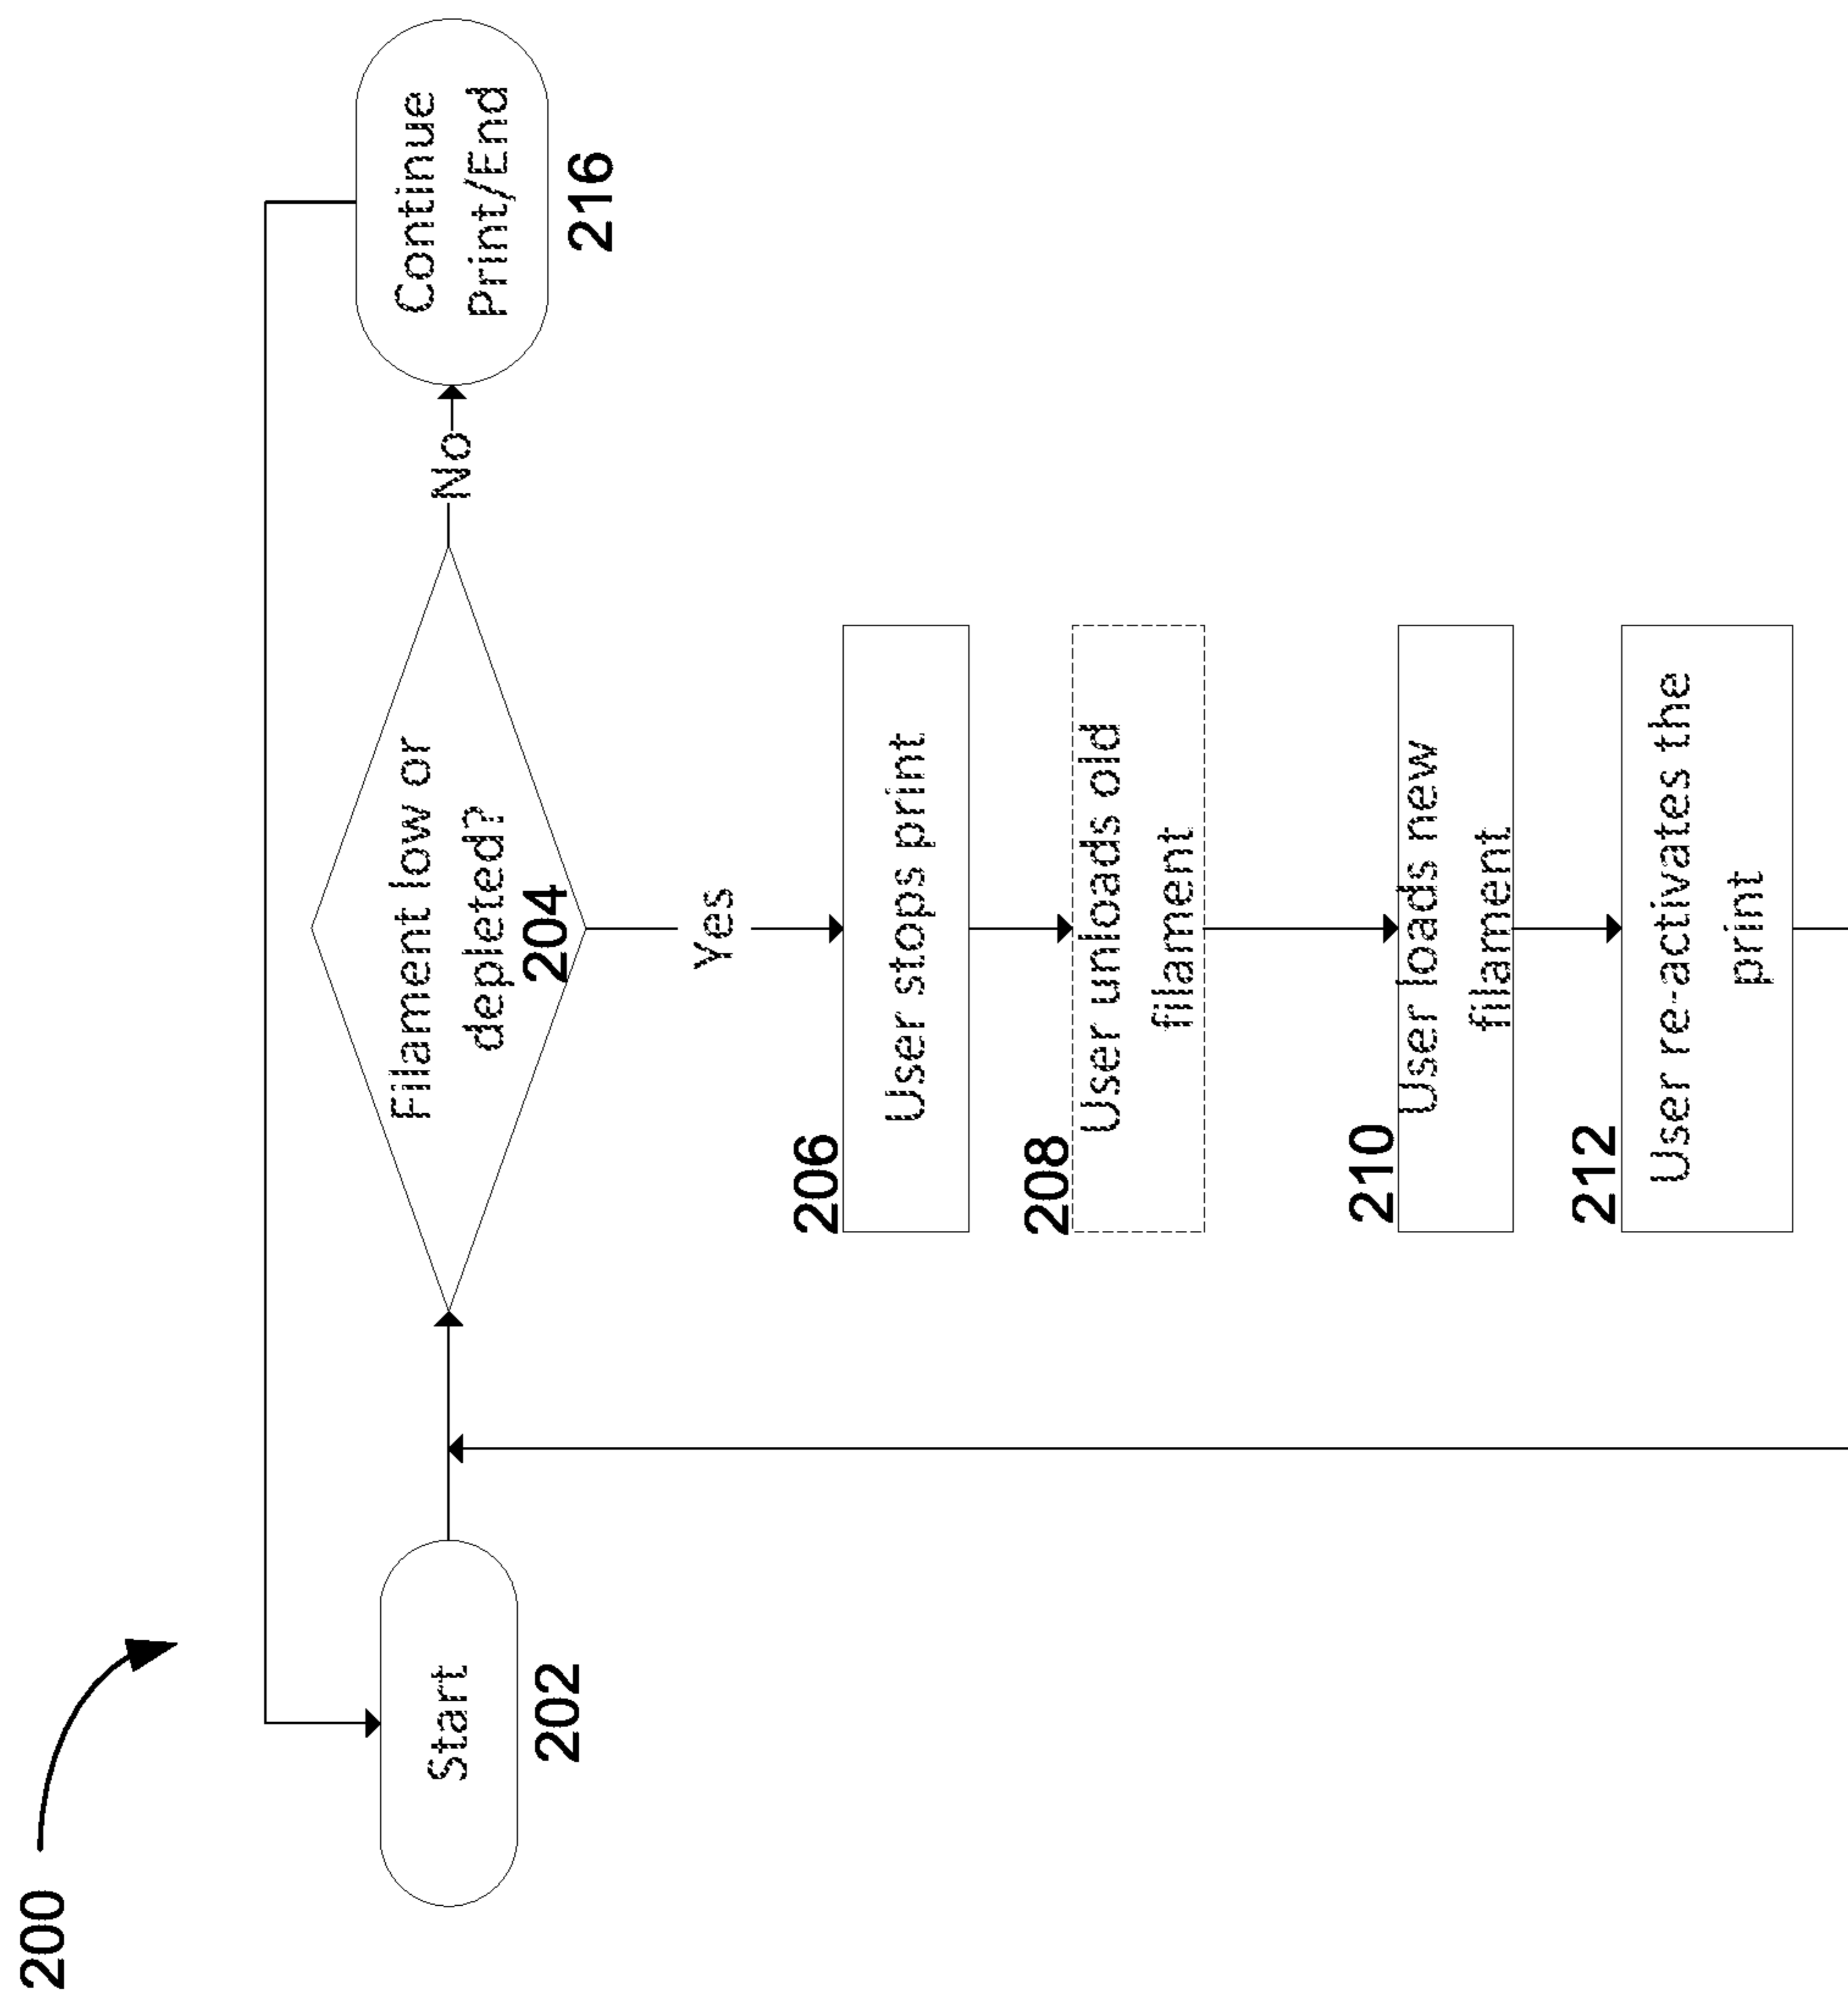 200
Start
202
Filament low or
depleted?
204
No
Continue
Print/End
216
Yes
206
User stops print
208
User unloads old
filament
210
User loads new
filament
212
User re-activates the
print